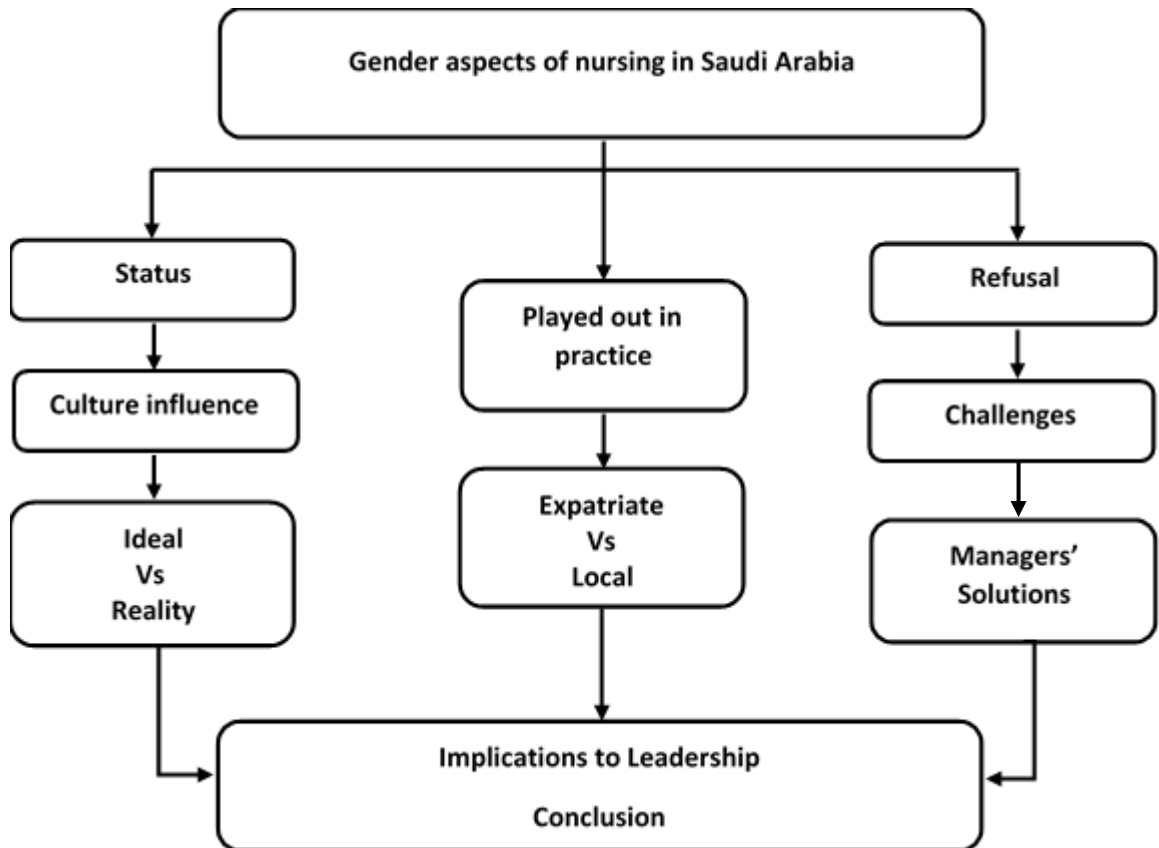 Gender aspects of nursing in Saudi Arabia
Status
Culture influence
Ideal
Vs
Reality
Played out in
practice
Expatriate
Vs
Local
Refusal
Challenges
Managers’
Solutions
Implications to Leadership
Conclusion